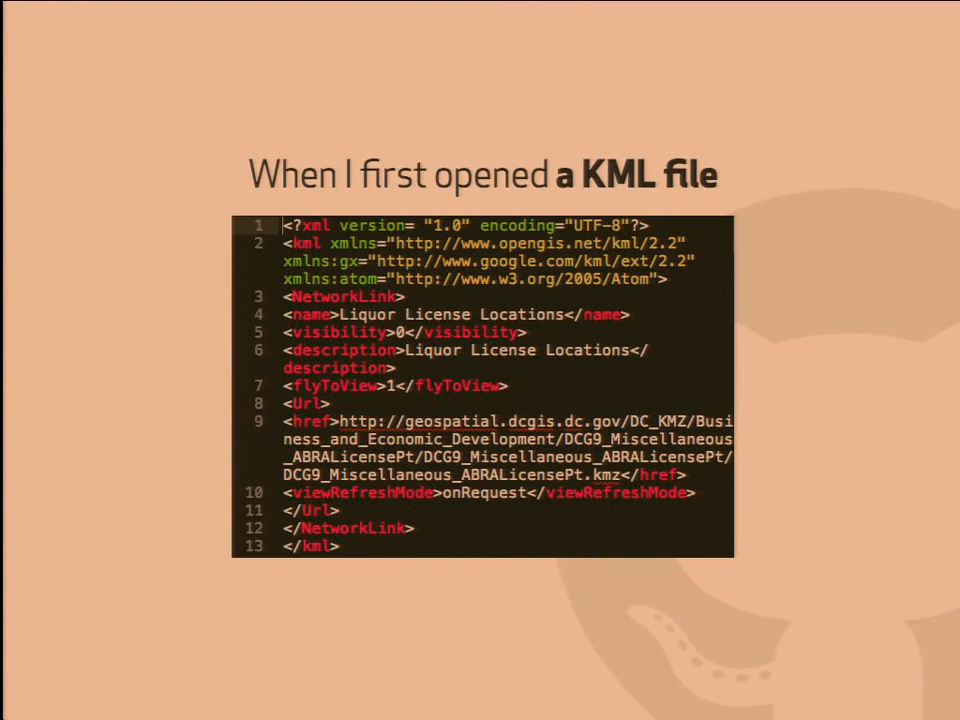 When I first opened a KML file
1 <?xml version= "1.0" encoding="UTF-8"?>
2 <kml xmlns="http://www.opengis.net/kml/2.2"
xmlns:gx="http://www.google.com/kml/ext/2.2"
xmlns:atom="http://www.w3.org/2005/Atom">
3 <NetworkLink>
4 <name>Liquor License Locations</name>
5 <visibility>0</visibility>
6 <description>Liquor License Locations</
description>
7 <flyToView>1</flyToView>
8 <Url>
9 <href>http://geospatial.dcgis.dc.gov/DC_KMZ/Busi
ness_and_Economic_Development/DCG9_Miscellaneous
_ABRALicensePt/DCG9_Miscellaneous_ABRALicensePt/
DCG9_Miscellaneous_ABRALicensePt.kmz</href>
10 <viewRefreshMode>onRequest</viewRefreshMode>
11 </Url>
12 </NetworkLink>
13 </kml>